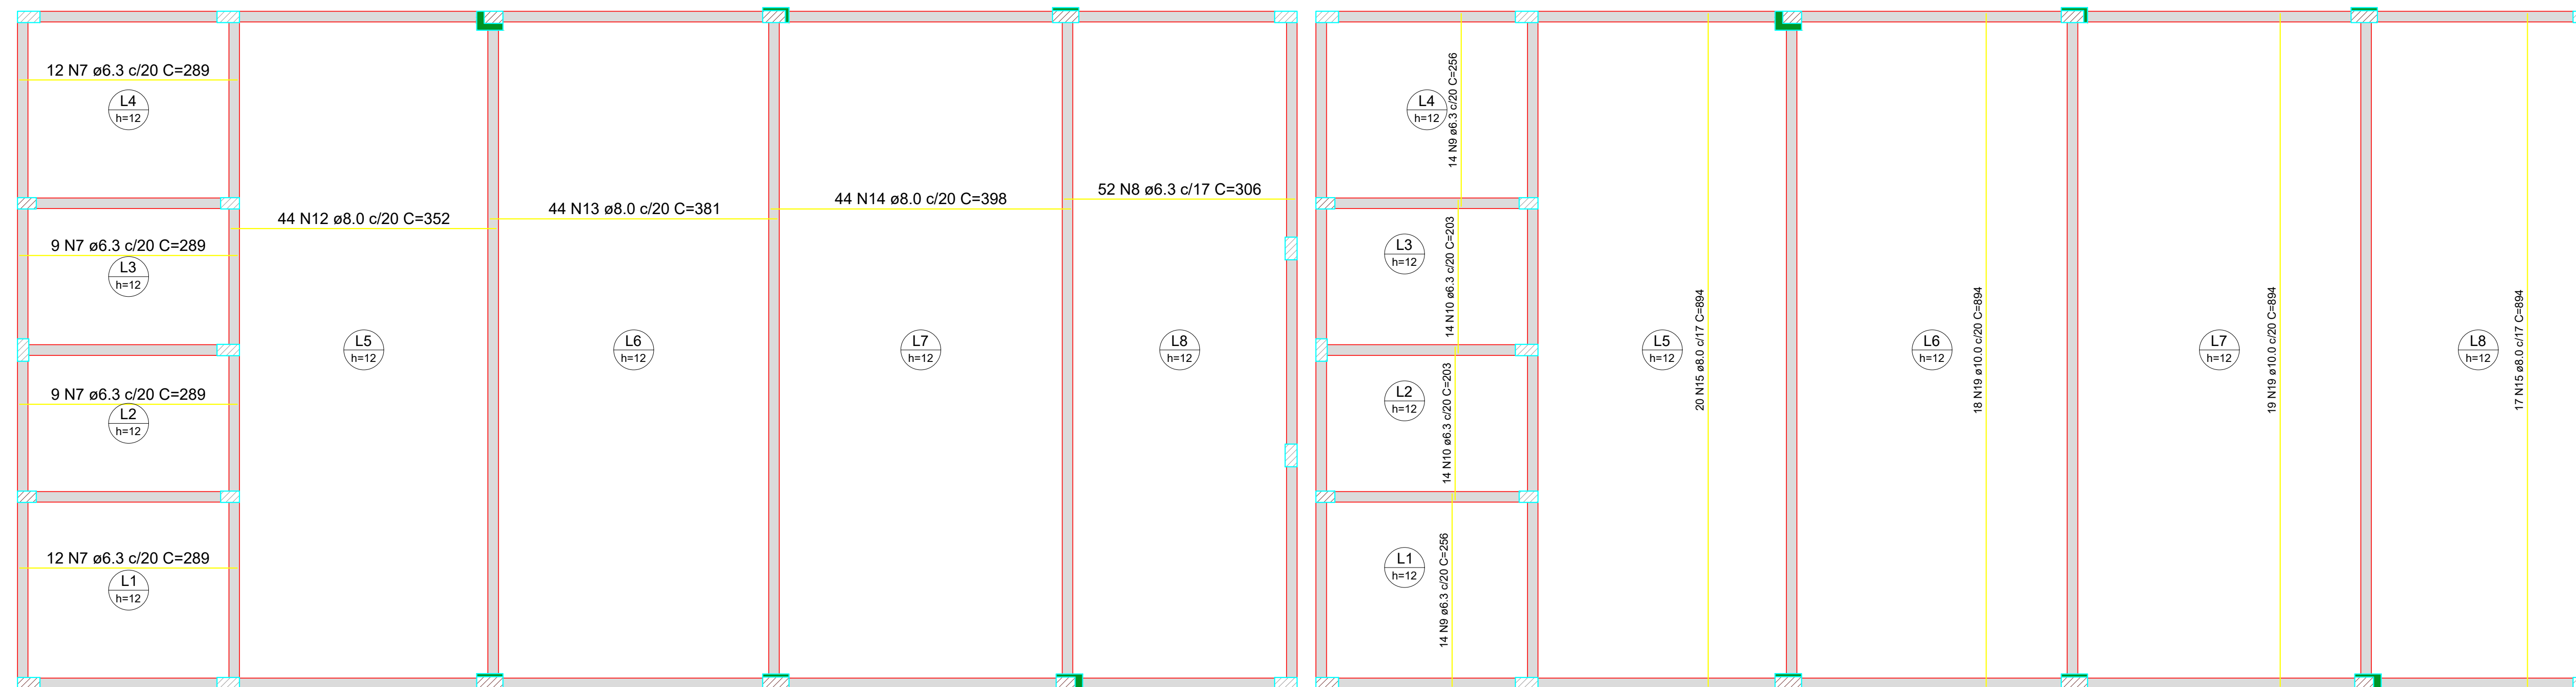 12 N7 ø6.3 c/20 C=289
L4
h=12
9 N7 ø6.3 c/20 C=289
L3
h=12
9 N7 ø6.3 c/20 C=289
L2
h=12
12 N7 ø6.3 c/20 C=289
L1
h=12
44 N12 ø8.0 c/20 C=352
L5
h=12
44 N13 ø8.0 c/20 C=381
L6
h=12
44 N14 ø8.0 c/20 C=398
L7
h=12
52 N8 ø6.3 c/17 C=306
L8
h=12
14 N9 ø6.3 c/20 C=256
L4
h=12
14 N10 ø6.3 c/20 C=203
L3
h=12
14 N10 ø6.3 c/20 C=203
L2
h=12
14 N9 ø6.3 c/20 C=256
L1
h=12
20 N15 ø8.0 c/17 C=894
L5
h=12
18 N19 ø10.0 c/20 C=894
L6
h=12
19 N19 ø10.0 c/20 C=894
L7
h=12
17 N15 ø8.0 c/17 C=894
L8
h=12